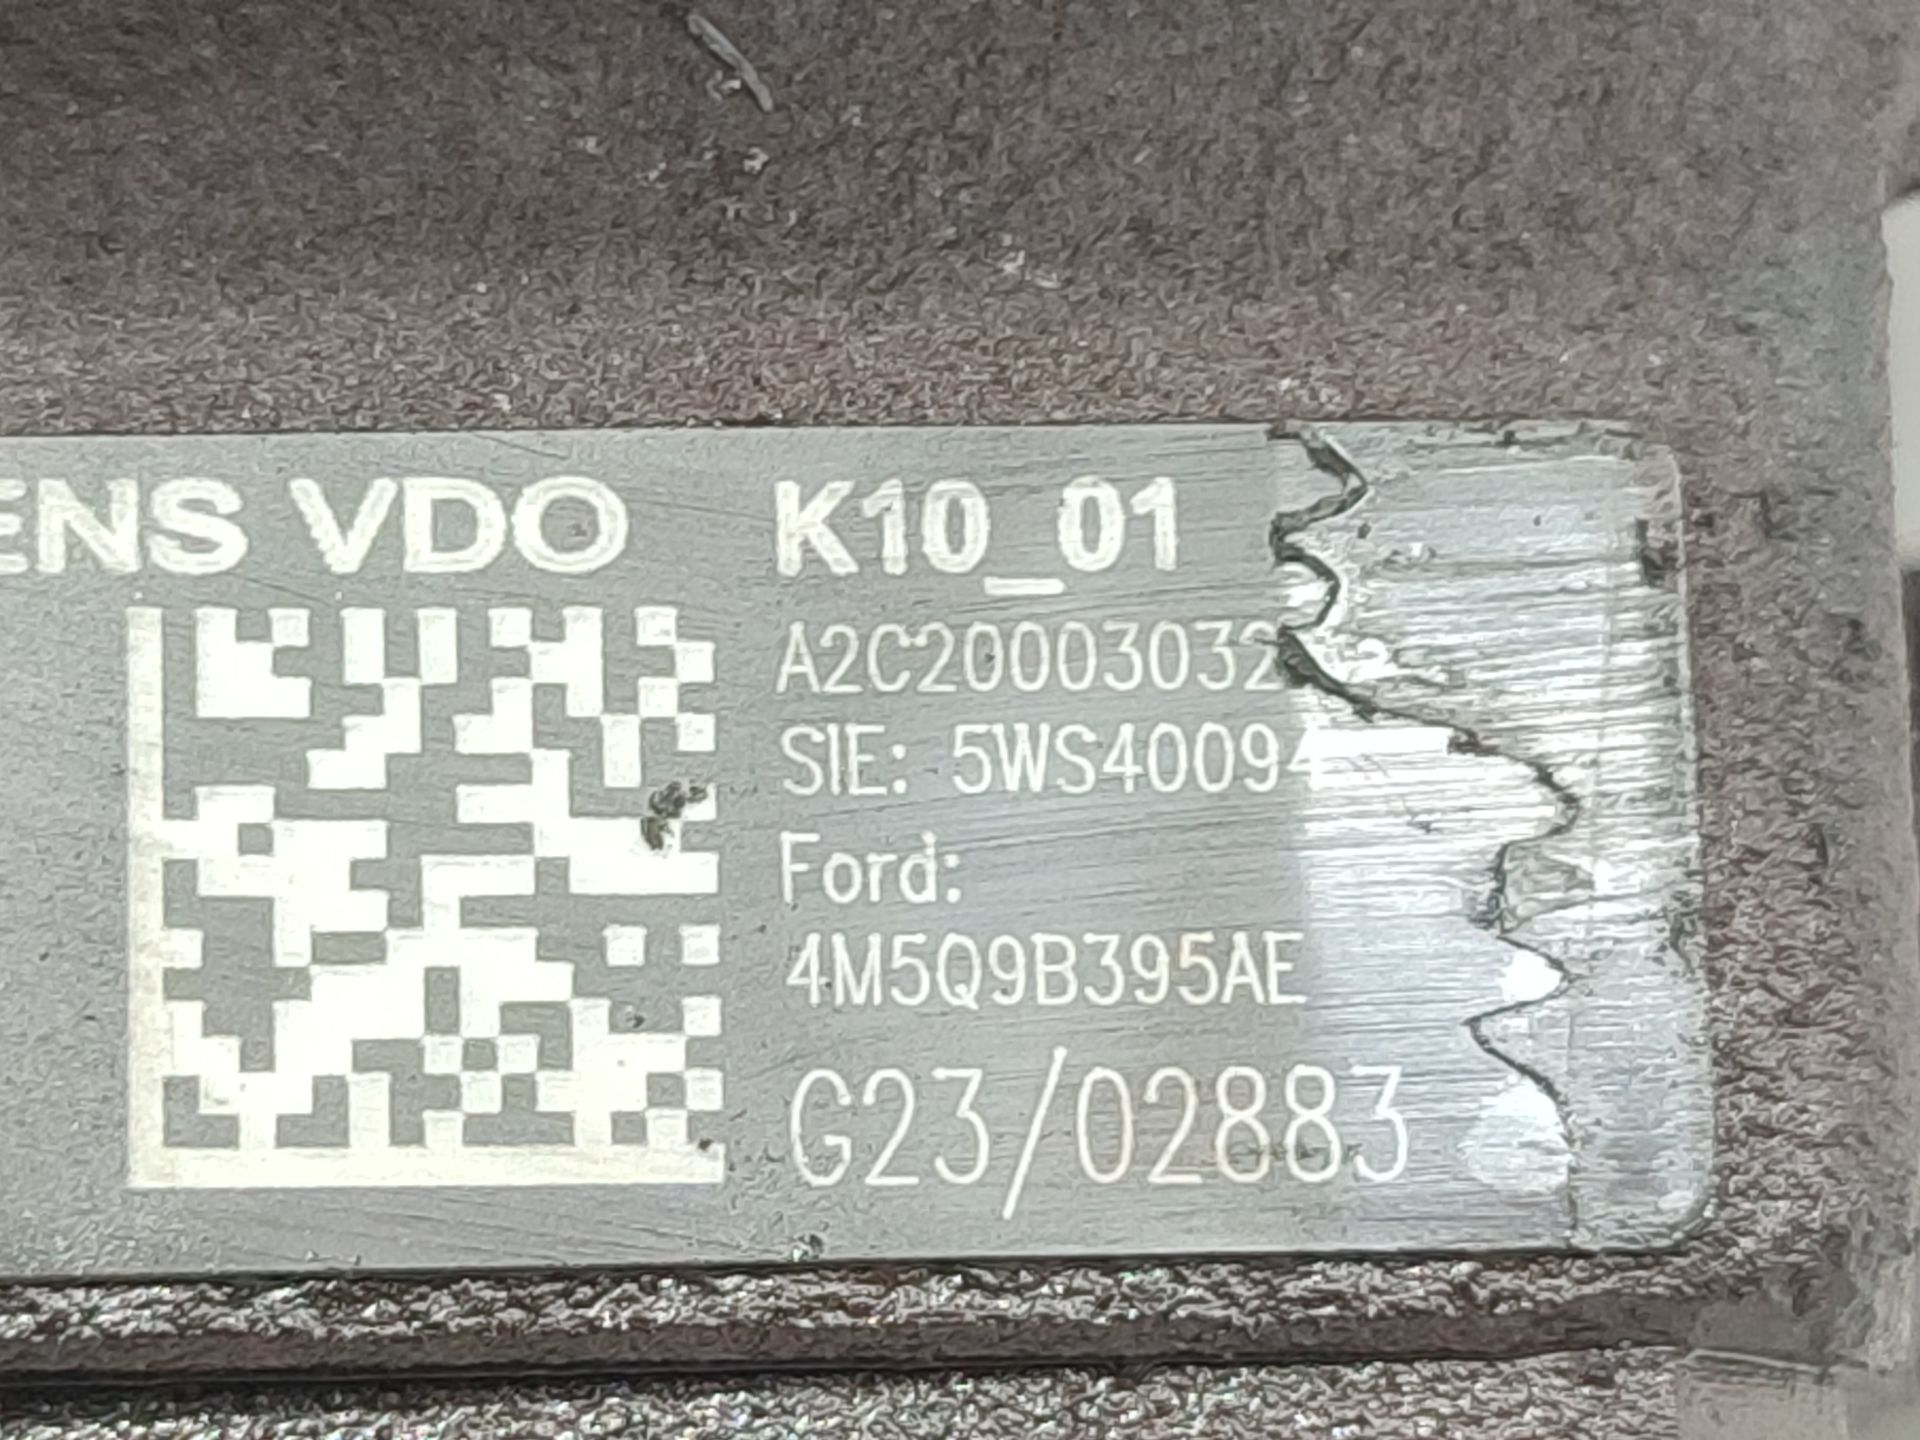 ENS VDO K10_01
A2C20003032
SIE: 5WS40094
Ford:
4M5Q9B395AE
G23/02883